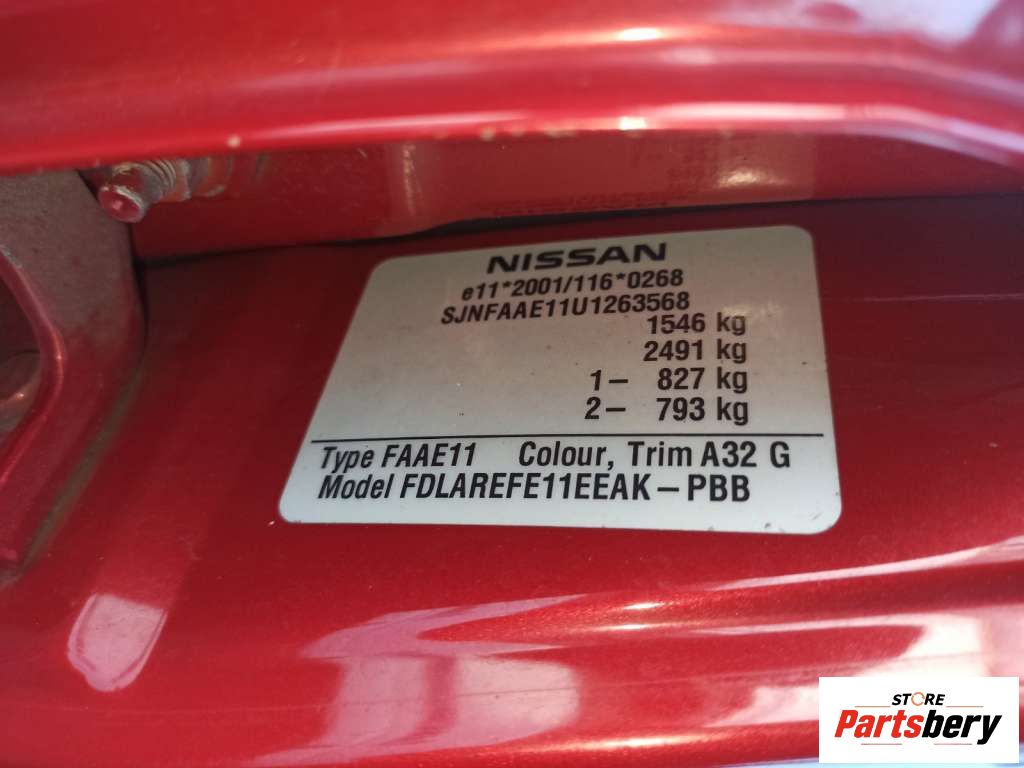 NISSAN
e11*2001/116*0268
SJNFAAE11U1263568
1546 kg
2491 kg
1– 827 kg
2– 793 kg
Type FAAE11 Colour, Trim A32 G
Model FDLAREFE11EEAK–PBB
STORE
Partsbery